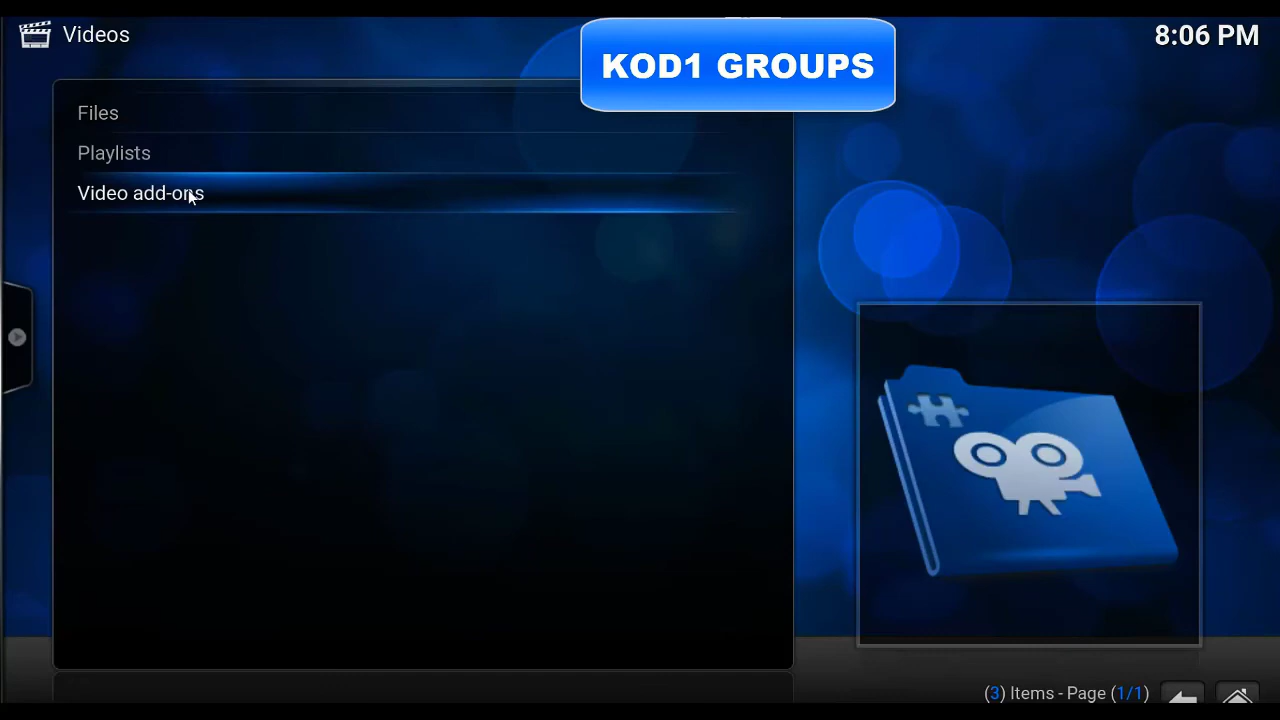 Videos
KOD1 GROUPS
8:06 PM
Files
Playlists
Video add-ons
(3) Items - Page (1/1)